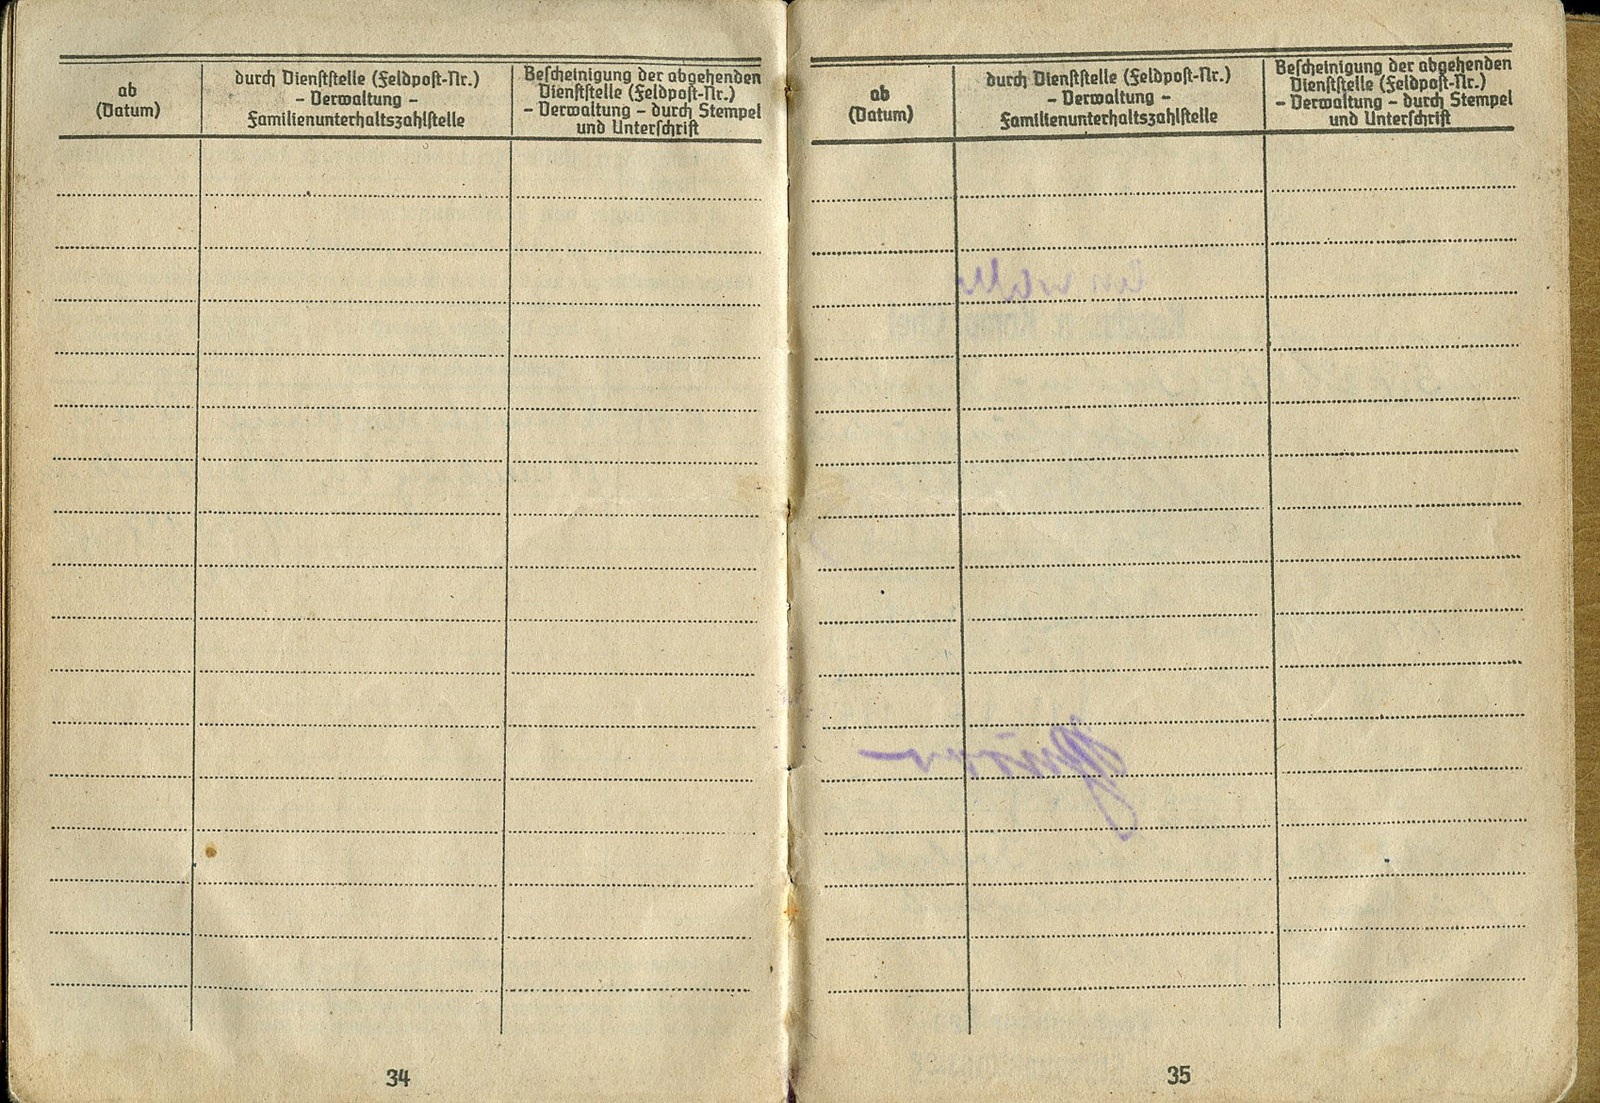 ab
(Datum)
durch Dienststelle (Feldpost-Nr.)
- Verwaltung -
Familienunterhaltszahlstelle
Bescheinigung der abgehenden
Dienststelle (Feldpost-Nr.)
- Verwaltung - durch Stempel
und Unterschrift
34
ab
(Datum)
durch Dienststelle (Feldpost-Nr.)
- Verwaltung -
Familienunterhaltszahlstelle
Bescheinigung der abgehenden
Dienststelle (Feldpost-Nr.)
- Verwaltung - durch Stempel
und Unterschrift
35